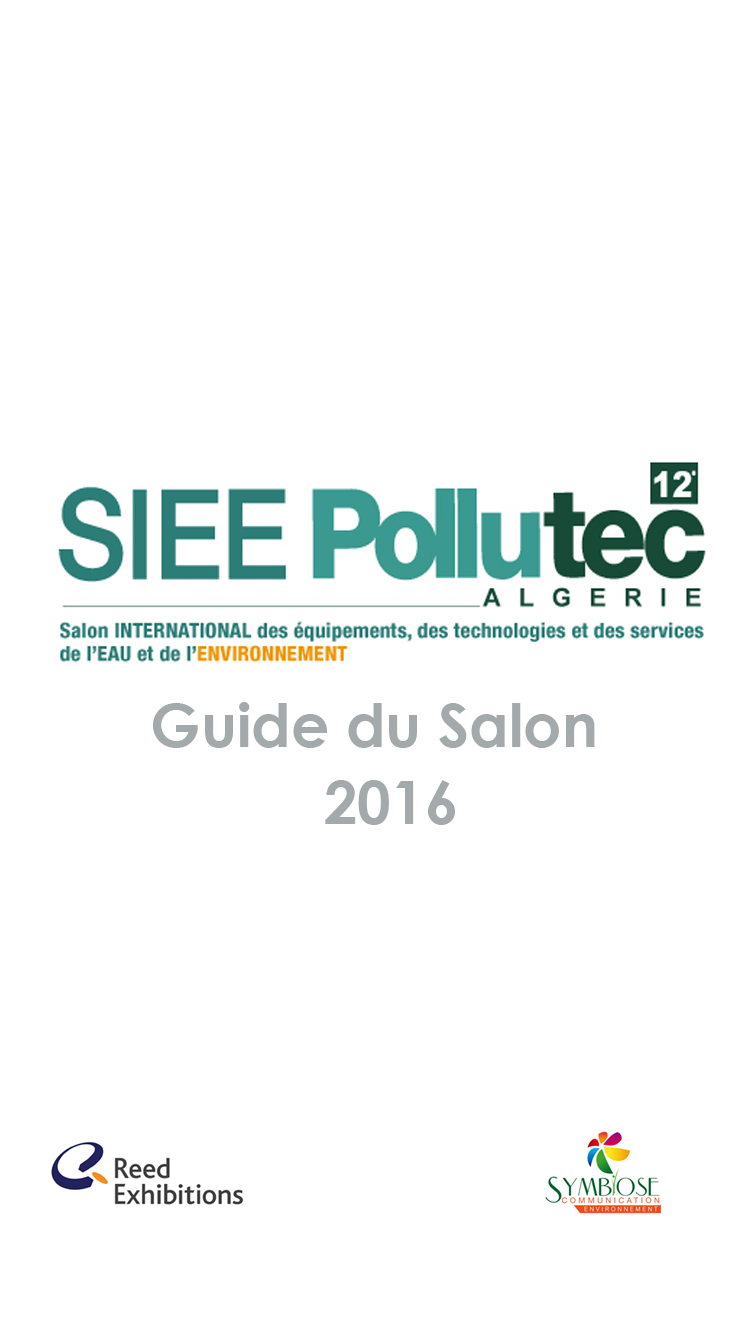 12e
SIEE Pollutec
ALGERIE
Salon INTERNATIONAL des équipements, des technologies et des services
de l'EAU et de l'ENVIRONNEMENT
Guide du Salon
2016
Reed
Exhibitions
SYMBIOSE
COMMUNICATION
ENVIRONNEMENT